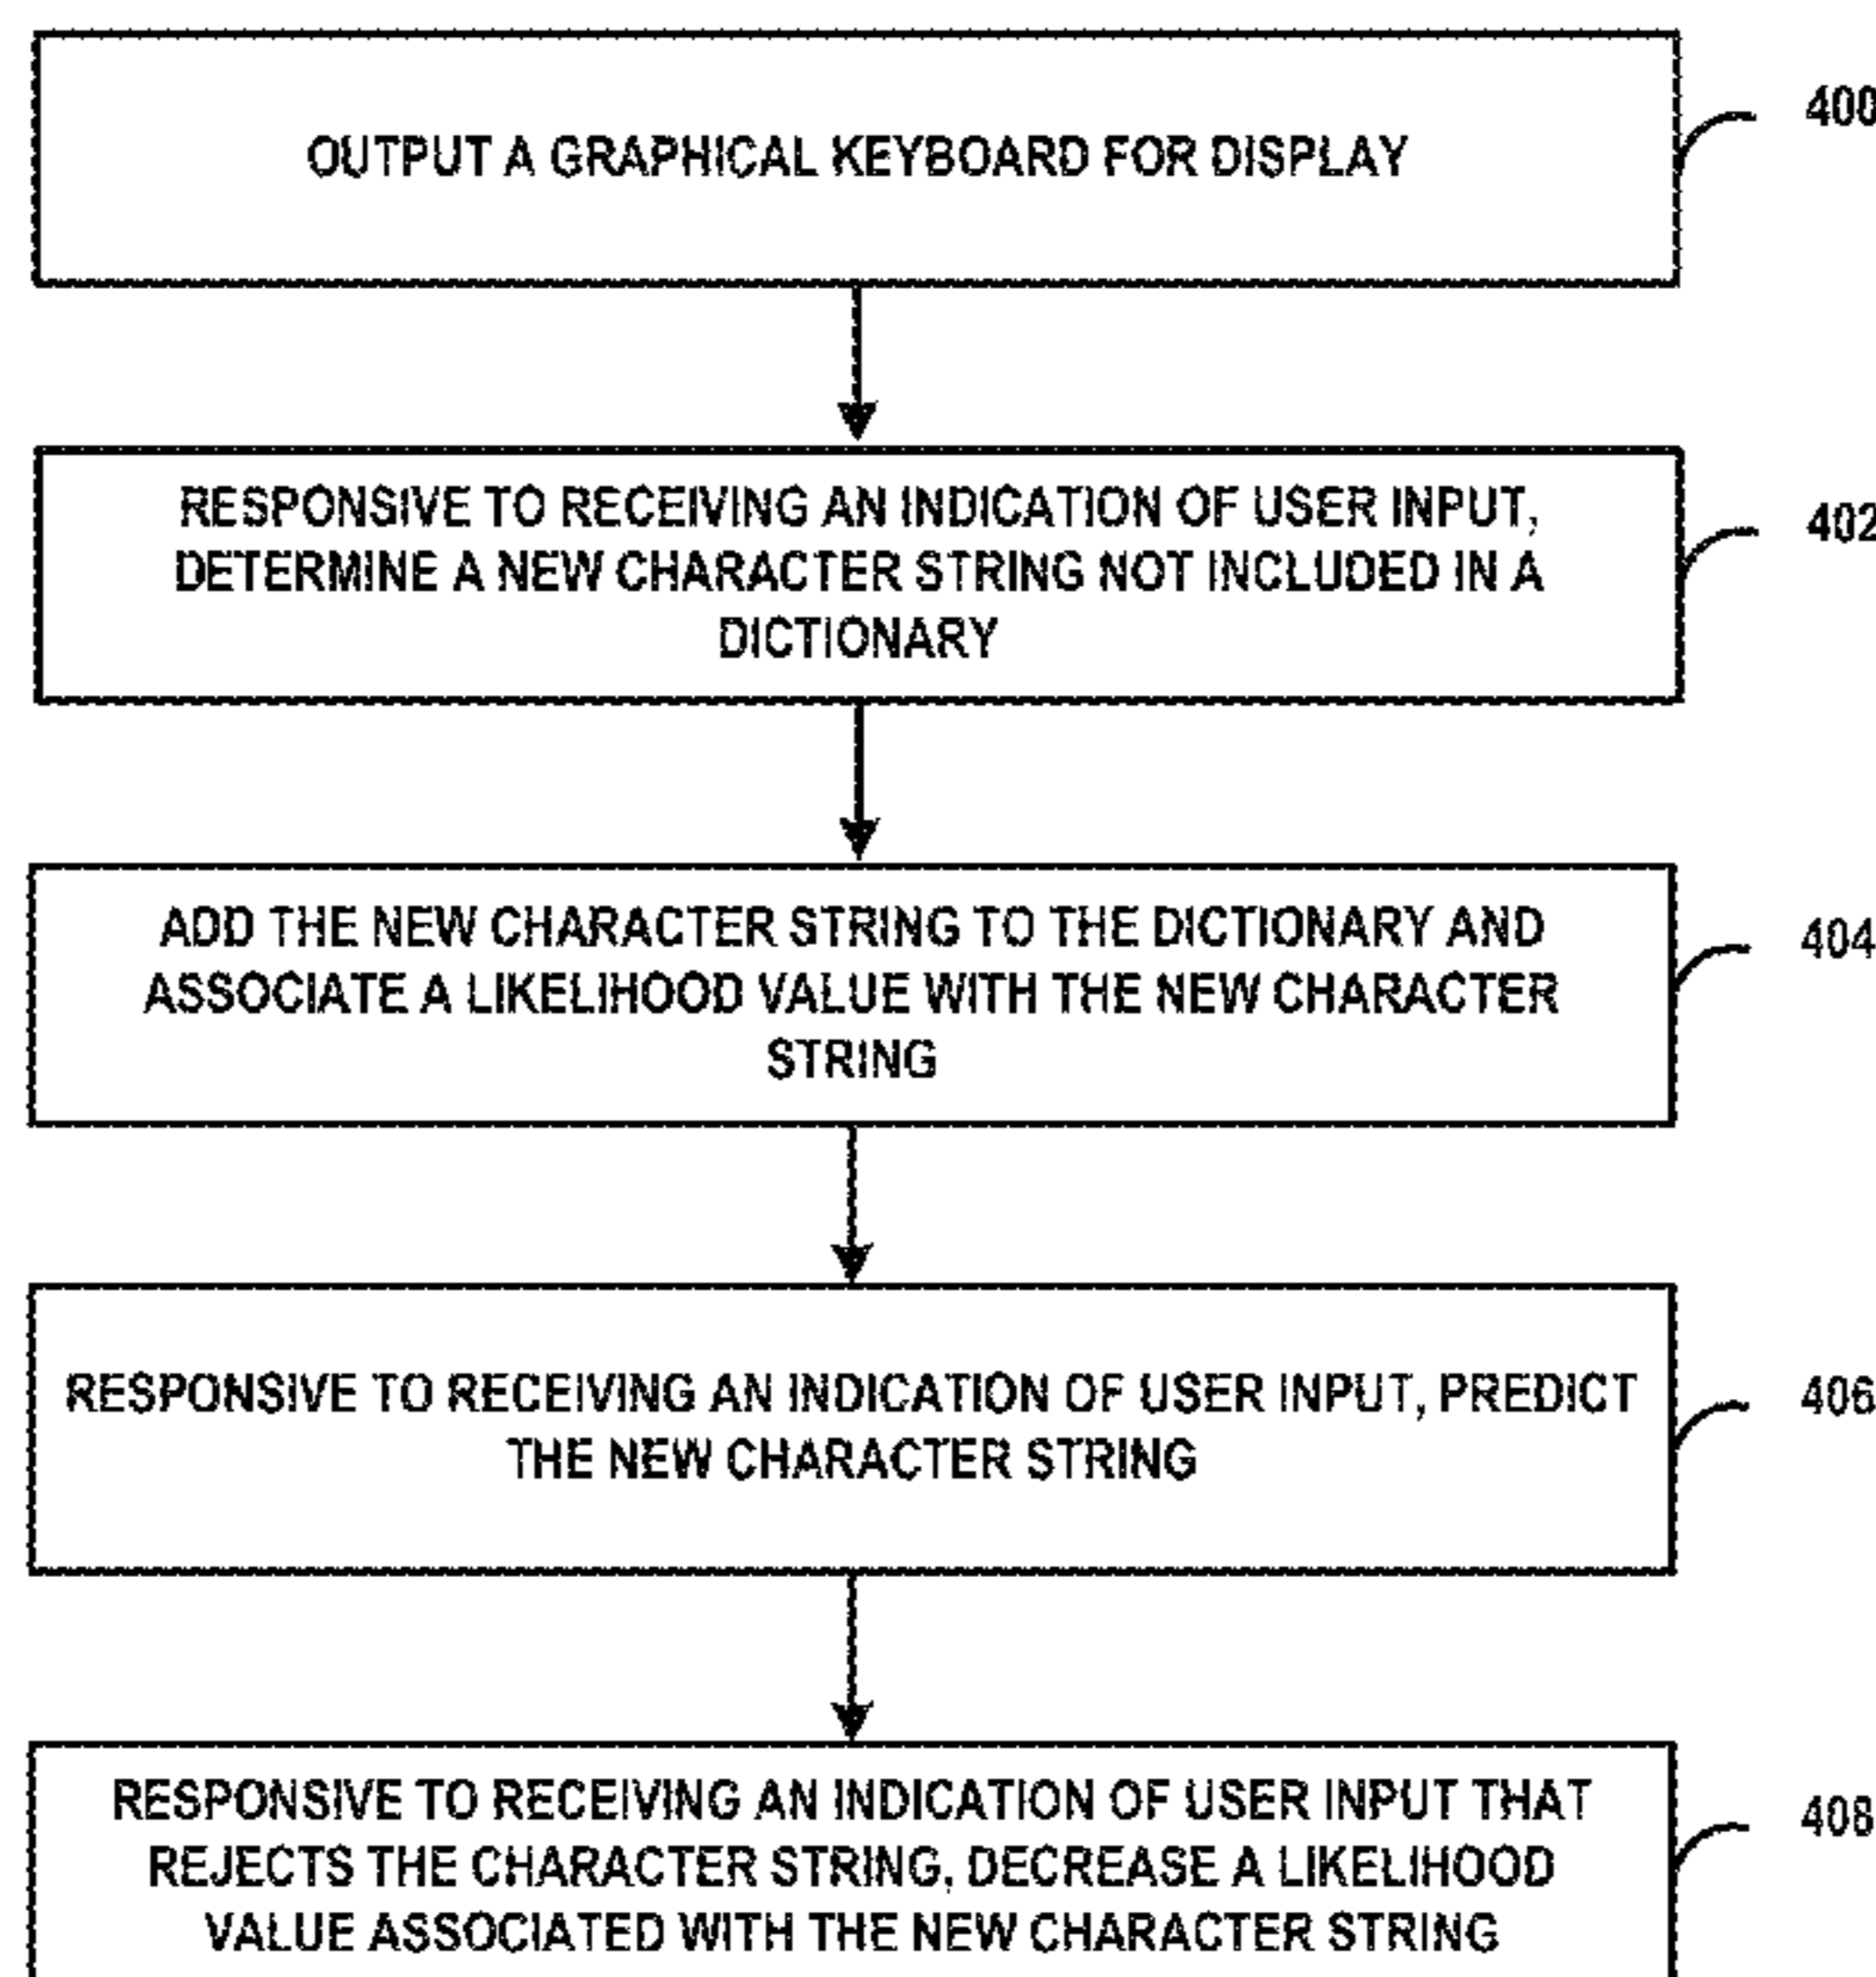 OUTPUT A GRAPHICAL KEYBOARD FOR DISPLAY
400
RESPONSIVE TO RECEIVING AN INDICATION OF USER INPUT,
DETERMINE A NEW CHARACTER STRING NOT INCLUDED IN A
DICTIONARY
402
ADD THE NEW CHARACTER STRING TO THE DICTIONARY AND
ASSOCIATE A LIKELIHOOD VALUE WITH THE NEW CHARACTER
STRING
404
RESPONSIVE TO RECEIVING AN INDICATION OF USER INPUT, PREDICT
THE NEW CHARACTER STRING
406
RESPONSIVE TO RECEIVING AN INDICATION OF USER INPUT THAT
REJECTS THE CHARACTER STRING, DECREASE A LIKELIHOOD
VALUE ASSOCIATED WITH THE NEW CHARACTER STRING
408